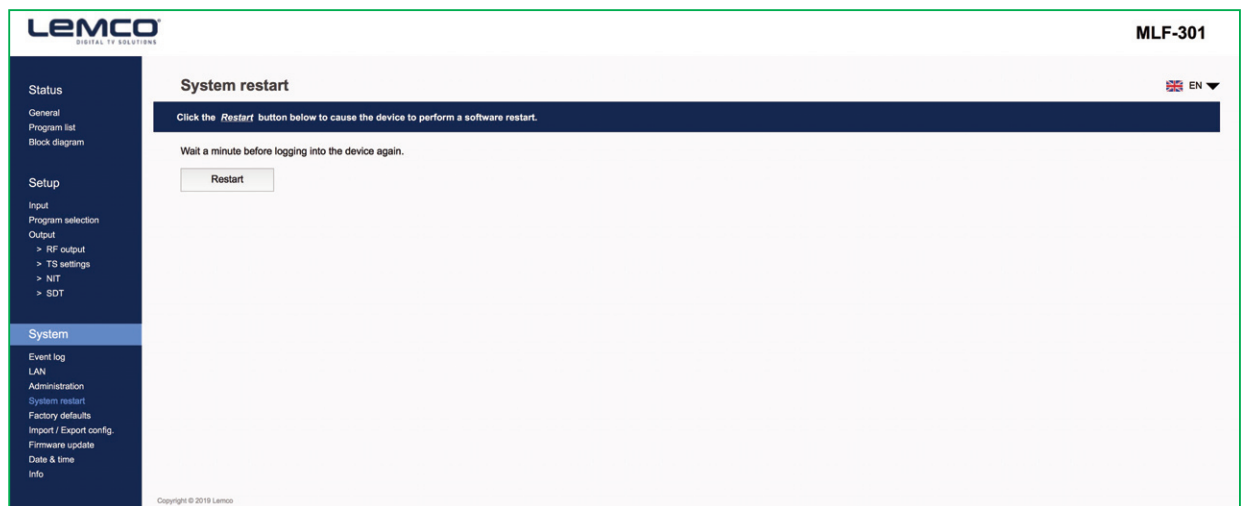 LEMCO
DIGITAL TV SOLUTIONS
MLF-301
Status
General
Program list
Block diagram
Setup
Input
Program selection
Output
> RF output
> TS settings
> NIT
> SDT
System
Event log
LAN
Administration
System restart
Factory defaults
Import / Export config.
Firmware update
Date & time
Info
System restart
EN
Click the Restart button below to cause the device to perform a software restart.
Wait a minute before logging into the device again.
Restart
Copyright © 2019 Lemco